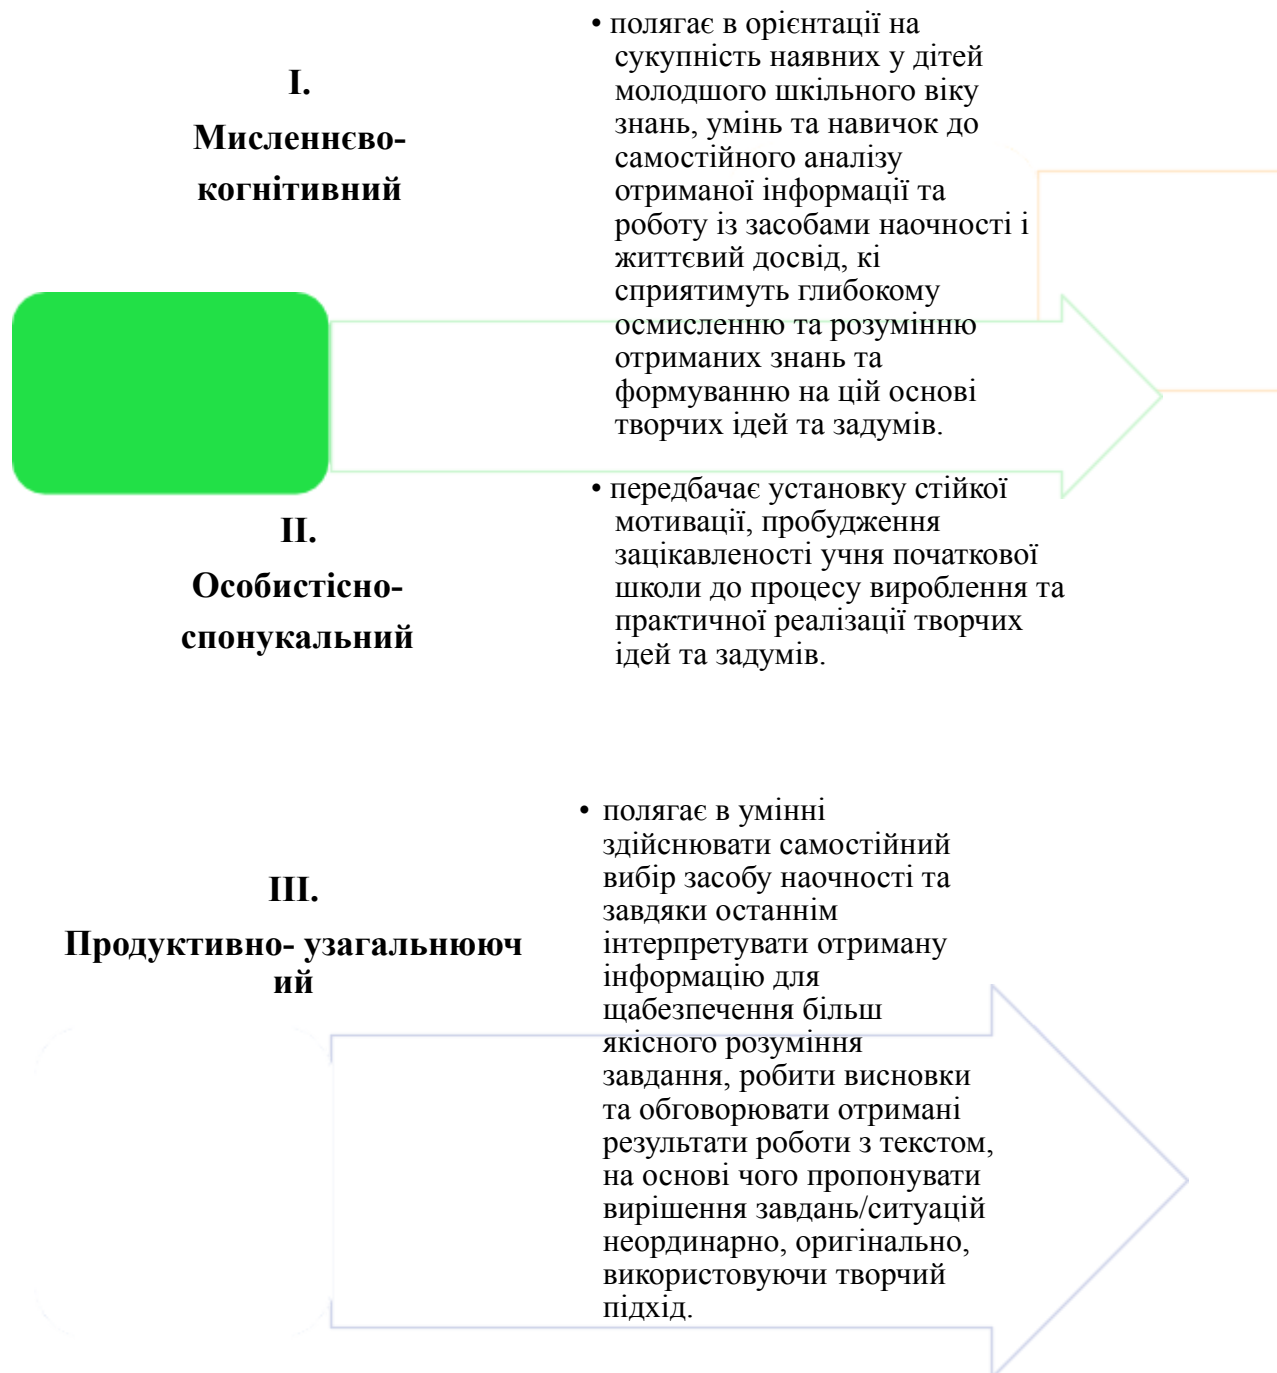 I.
Мисленнєво-
когнітивний
• полягає в орієнтації на
сукупність наявних у дітей
молодшого шкільного віку
знань, умінь та навичок до
самостійного аналізу
отриманої інформації та
роботу із засобами наочності і
життєвий досвід, кі
сприятимуть глибокому
осмисленню та розумінню
отриманих знань та
формуванню на цій основі
творчих ідей та задумів.
II.
Особистісно-
спонукальний
• передбачає установку стійкої
мотивації, пробудження
зацікавленості учня початкової
школи до процесу вироблення та
практичної реалізації творчих
ідей та задумів.
III.
Продуктивно- узагальнююч
ий
• полягає в умінні
здійснювати самостійний
вибір засобу наочності та
завдяки останнім
інтерпретувати отриману
інформацію для
щабезпечення більш
якісного розуміння
завдання, робити висновки
та обговорювати отримані
результати роботи з текстом,
на основі чого пропонувати
вирішення завдань/ситуацій
неординарно, оригінально,
використовуючи творчий
підхід.